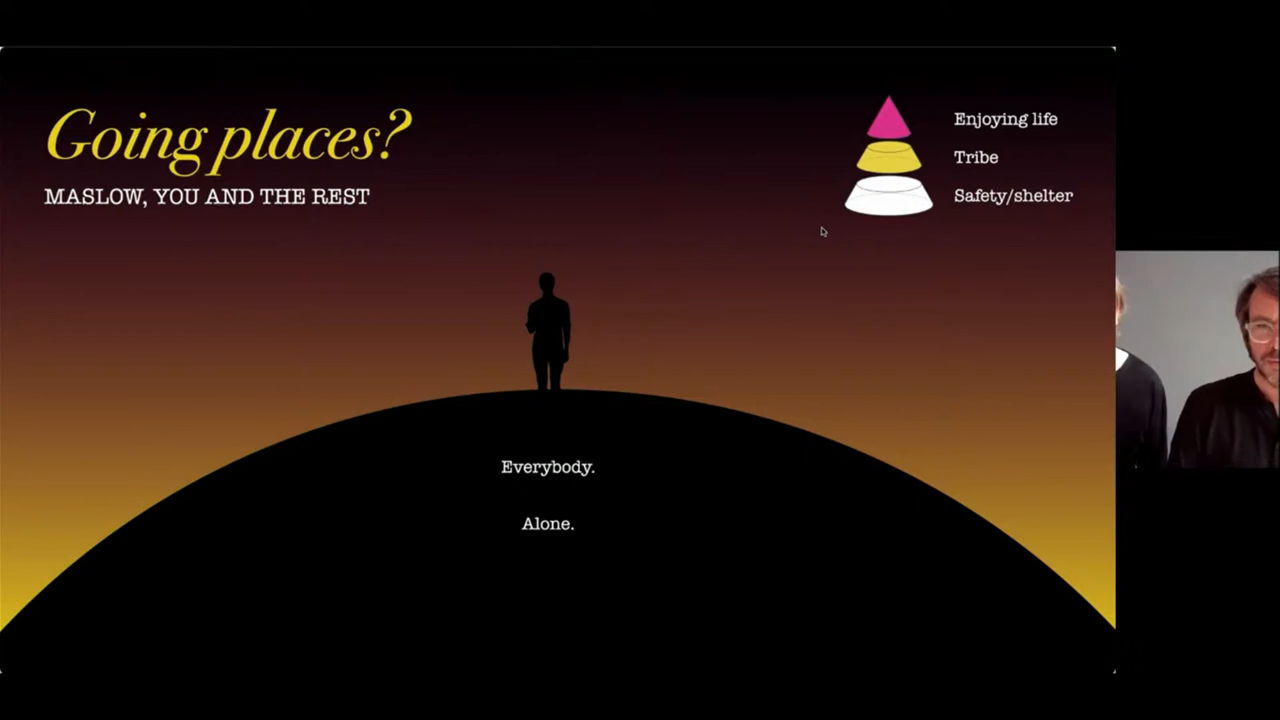 Going places?
MASLOW, YOU AND THE REST
Enjoying life
Tribe
Safety/shelter
Everybody.
Alone.